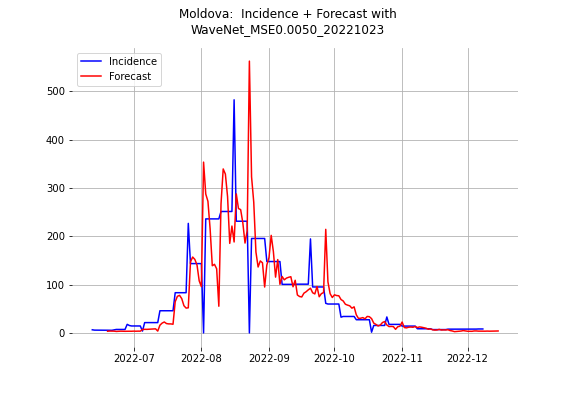 Moldova:  Incidence + Forecast with
WaveNet_MSE0.0050_20221023
Incidence
Forecast
500
400
300
200
100
0
2022-07 2022-08 2022-09 2022-10 2022-11 2022-12